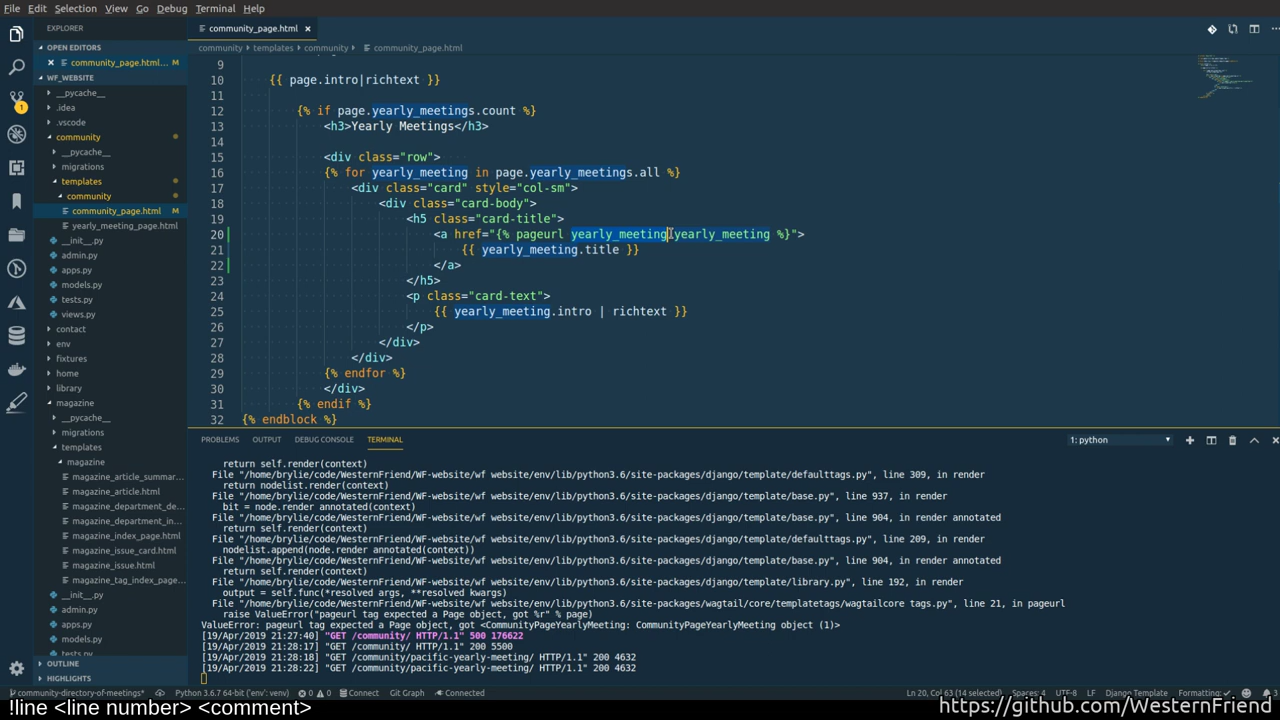 File Edit Selection View Go Debug Terminal Help
EXPLORER
community_page.html ×
OPEN EDITORS
community_page.html... M
WF_WEBSITE
__pycache__
.idea
.vscode
community
__pycache__
migrations
templates
community
community_page.html M
yearly_meeting_page.html
__init__.py
admin.py
apps.py
models.py
tests.py
views.py
contact
env
fixtures
home
library
magazine
__pycache__
migrations
templates
magazine
magazine_article_summar...
magazine_article.html
magazine_department_...
magazine_department_in...
magazine_index_page.html
magazine_issue_card.html
magazine_issue.html
magazine_tag_index_page...
__init__.py
admin.py
apps.py
models.py
tests.py
OUTLINE
HIGHLIGHTS
community > templates > community > community_page.html
9
10 {{ page.intro|richtext }}
11
12 {% if page.yearly_meetings.count %}
13 <h3>Yearly Meetings</h3>
14
15 <div class="row">
16 {% for yearly_meeting in page.yearly_meetings.all %}
17 <div class="card" style="col-sm">
18 <div class="card-body">
19 <h5 class="card-title">
20 <a href="{% pageurl yearly_meeting.yearly_meeting %}">
21 {{ yearly_meeting.title }}
22 </a>
23 </h5>
24 <p class="card-text">
25 {{ yearly_meeting.intro | richtext }}
26 </p>
27 </div>
28 </div>
29 {% endfor %}
30 </div>
31 {% endif %}
32 {% endblock %}
PROBLEMS OUTPUT DEBUG CONSOLE TERMINAL 1: python
return self.render(context)
File "/home/brylie/code/WesternFriend/WF-website/wf website/env/lib/python3.6/site-packages/django/template/defaulttags.py", line 309, in render
return nodelist.render(context)
File "/home/brylie/code/WesternFriend/WF-website/wf website/env/lib/python3.6/site-packages/django/template/base.py", line 937, in render
bit = node.render annotated(context)
File "/home/brylie/code/WesternFriend/WF-website/wf website/env/lib/python3.6/site-packages/django/template/base.py", line 904, in render annotated
return self.render(context)
File "/home/brylie/code/WesternFriend/WF-website/wf website/env/lib/python3.6/site-packages/django/template/defaulttags.py", line 209, in render
nodelist.append(node.render annotated(context))
File "/home/brylie/code/WesternFriend/WF-website/wf website/env/lib/python3.6/site-packages/django/template/base.py", line 904, in render annotated
return self.render(context)
File "/home/brylie/code/WesternFriend/WF-website/wf website/env/lib/python3.6/site-packages/django/template/library.py", line 192, in render
output = self.func(*resolved args, **resolved kwargs)
File "/home/brylie/code/WesternFriend/WF-website/wf website/env/lib/python3.6/site-packages/wagtail/core/templatetags/wagtailcore tags.py", line 21, in pageurl
raise ValueError("pageurl tag expected a Page object, got %r" % page)
ValueError: pageurl tag expected a Page object, got <CommunityPageYearlyMeeting: CommunityPageYearlyMeeting object (1)>
[19/Apr/2019 21:27:40] "GET /community/ HTTP/1.1" 500 176622
[19/Apr/2019 21:28:17] "GET /community/ HTTP/1.1" 200 5500
[19/Apr/2019 21:28:18] "GET /community/pacific-yearly-meeting/ HTTP/1.1" 200 4632
[19/Apr/2019 21:28:22] "GET /community/pacific-yearly-meeting/ HTTP/1.1" 200 4632
community-directory-of-meetings* Python 3.6.7 64-bit ('env': venv) 0 0 Connect Git Graph Connected Ln 20, Col 63 (14 selected) Spaces: 4 UTF-8 LF Django Template Formatting: ✓ 3
!line <line number> <comment> https://github.com/WesternFriend